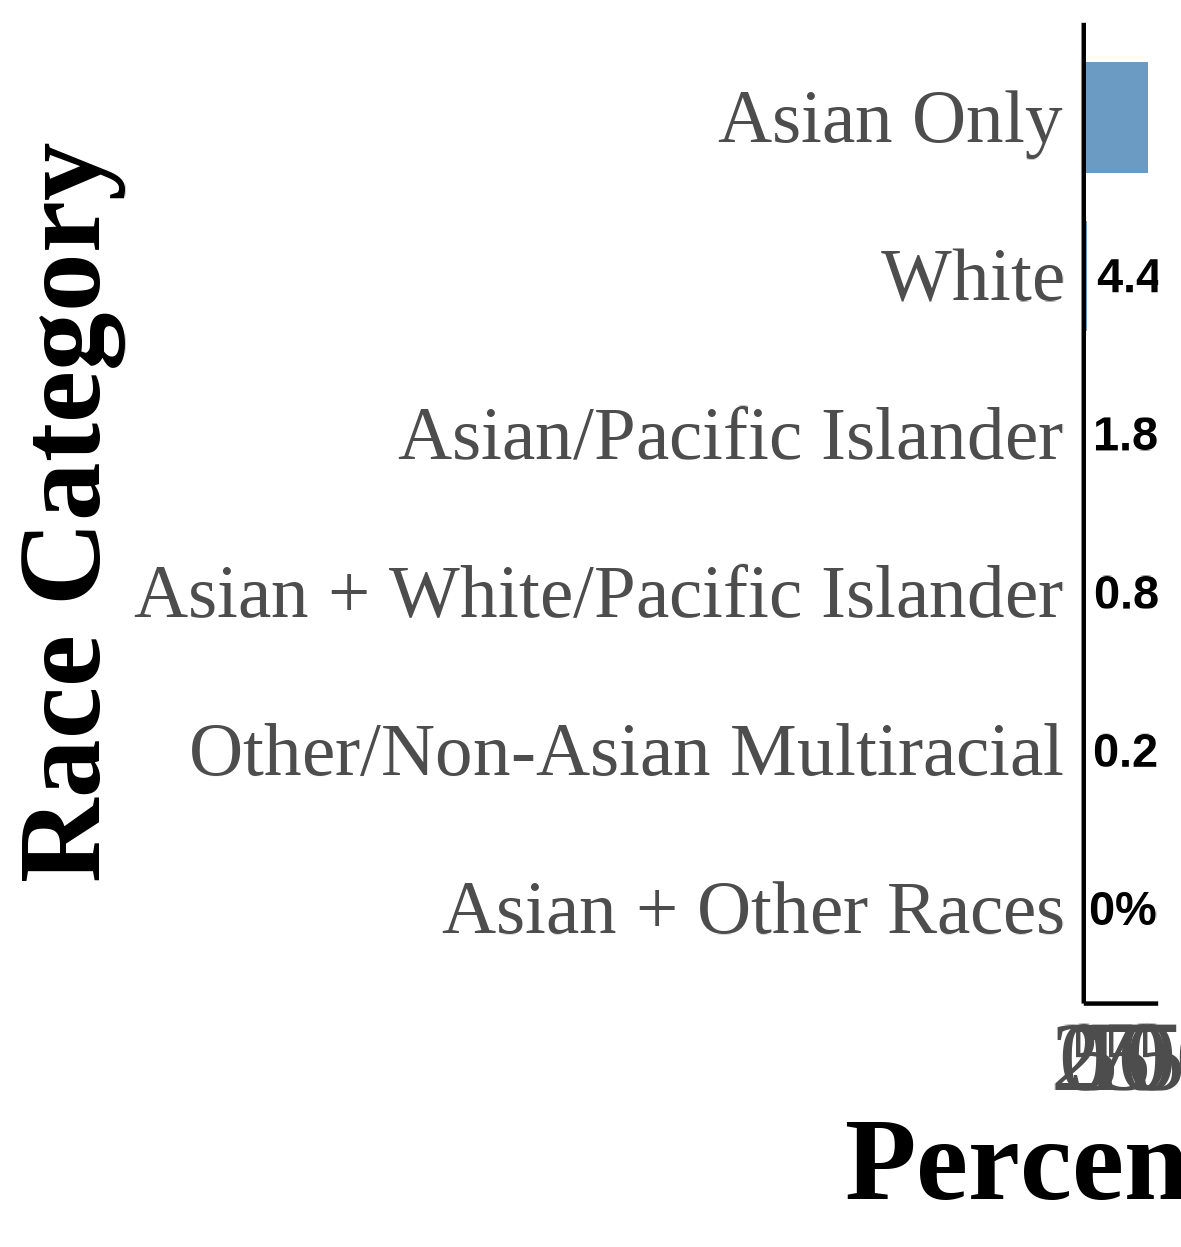 Race Category
Asian Only
White 4.4
Asian/Pacific Islander 1.8
Asian + White/Pacific Islander 0.8
Other/Non-Asian Multiracial 0.2
Asian + Other Races 0%
Percen